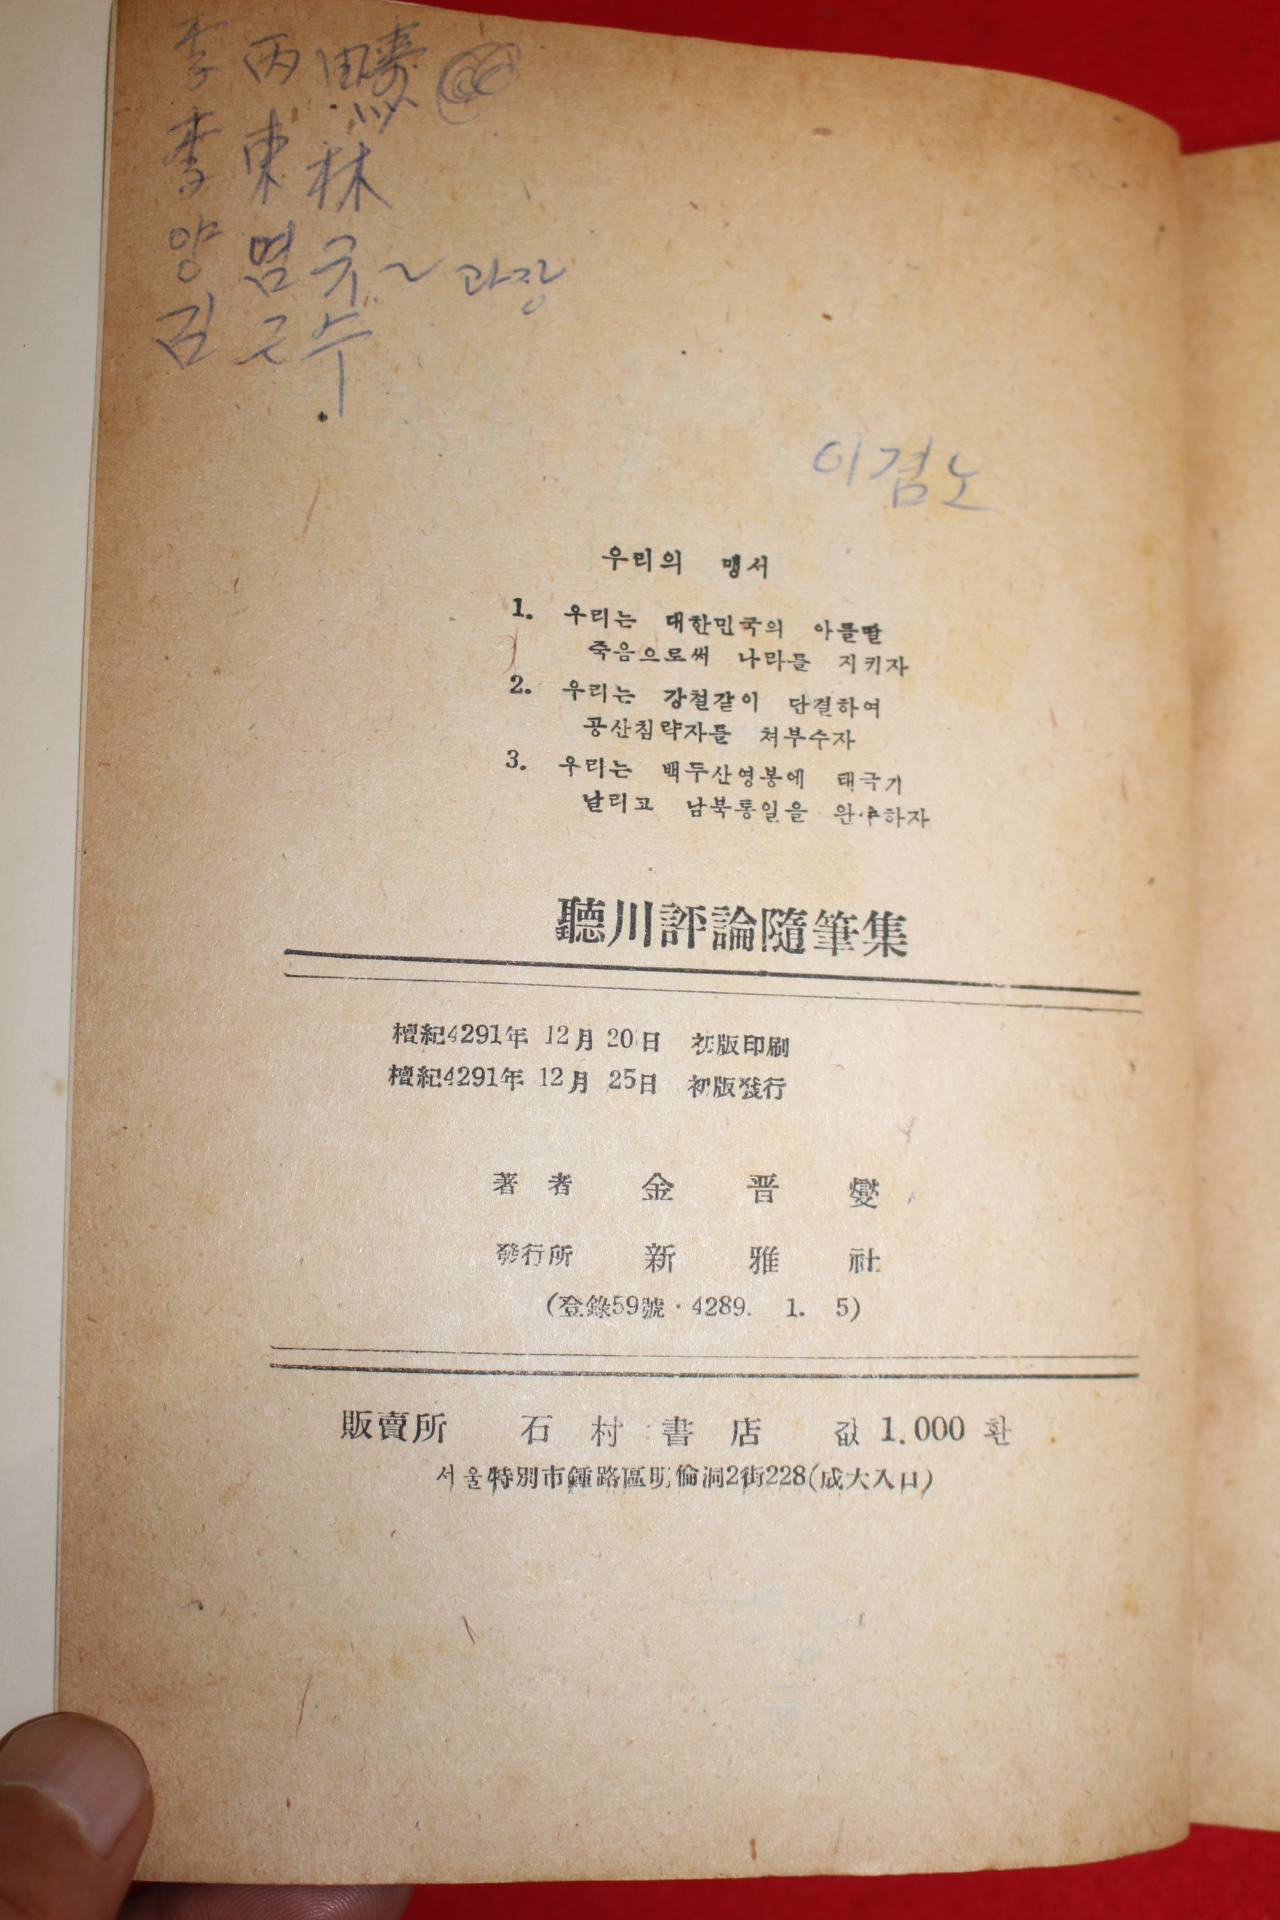 李丙疇
李東林
양염규~과장
김근수
이겸노
우리의 맹서
1. 우리는 대한민국의 아들딸
죽음으로써 나라를 지키자
2. 우리는 강철같이 단결하여
공산침략자를 쳐부수자
3. 우리는 백두산영봉에 태극기
날리고 남북통일을
聽川評論隨筆集
檀紀4291年 12月 20日 初版印刷
檀紀4291年 12月 25日 初版發行
著者 金晋燮
發行所 新雅社
(登錄59號·4289. 1. 5)
販賣所 石村書店 값 1.000 환
서울特別市鍾路區明倫洞2街228(成大入口)